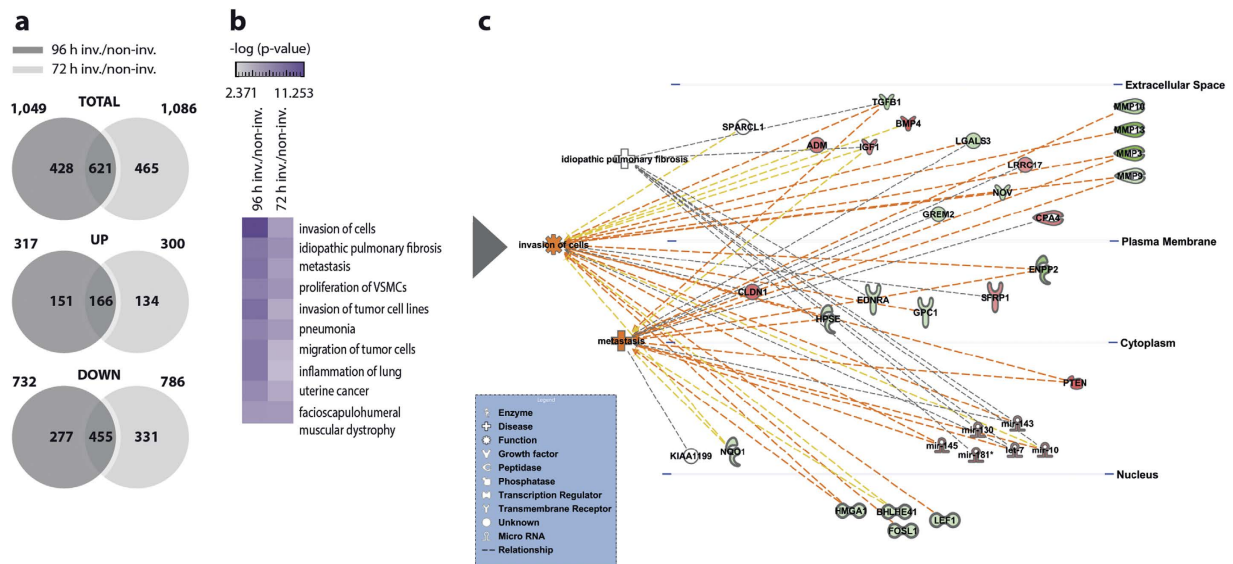 a
96 h inv./non-inv.
72 h inv./non-inv.
TOTAL
1,049
1,086
428
621
465
UP
317
300
151
166
134
DOWN
732
786
277
455
331
b
-log (p-value)
2.371
11.253
96 h inv./non-inv.
72 h inv./non-inv.
invasion of cells
idiopathic pulmonary fibrosis
metastasis
proliferation of VSMCs
invasion of tumor cell lines
pneumonia
migration of tumor cells
inflammation of lung
uterine cancer
facioscapulohumeral
muscular dystrophy
c
Extracellular Space
TGFB1
BMP4
SPARCL1
ADM
IGF1
LGALS3
LRRC17
NOV
GREM2
CPA4
MMP10
MMP13
MMP3
MMP9
idiopathic pulmonary fibrosis
invasion of cells
Plasma Membrane
ENPP2
CLDN1
EDNRA
SFRP1
GPC1
HPSE
metastasis
Cytoplasm
PTEN
mir-143
mir-130
mir-145
mir-181*
let-7
mir-10
KIAA1199
NQO1
Nucleus
HMGA1
BHLHE41
FOSL1
LEF1
Legend
Enzyme
Disease
Function
Growth factor
Peptidase
Phosphatase
Transcription Regulator
Transmembrane Receptor
Unknown
Micro RNA
Relationship